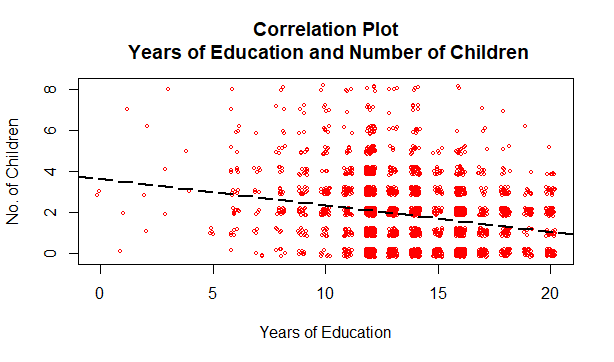 Correlation Plot
Years of Education and Number of Children
No. of Children
8
6
4
2
0
0 5 10 15 20
Years of Education